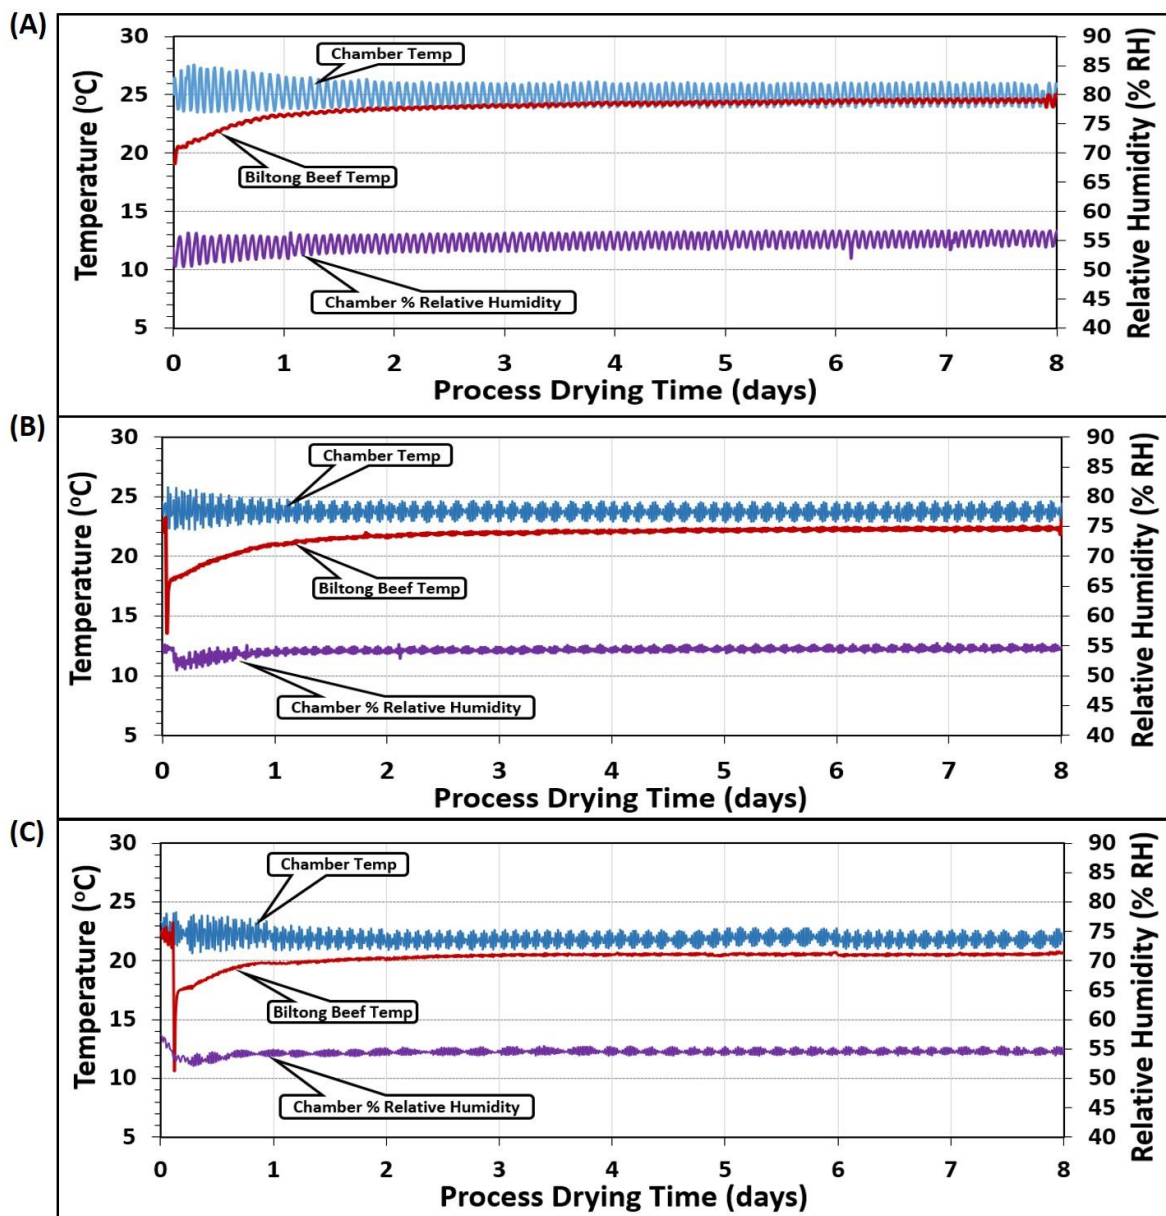 (A)
30
25
20
15
10
5
Temperature (°C)
Chamber Temp
Biltong Beef Temp
Chamber % Relative Humidity
90
85
80
75
70
65
60
55
50
45
40
Relative Humidity (% RH)
0 1 2 3 4 5 6 7 8
Process Drying Time (days)
(B)
30
25
20
15
10
5
Temperature (°C)
Chamber Temp
Biltong Beef Temp
Chamber % Relative Humidity
90
85
80
75
70
65
60
55
50
45
40
Relative Humidity (% RH)
0 1 2 3 4 5 6 7 8
Process Drying Time (days)
(C)
30
25
20
15
10
5
Temperature (°C)
Chamber Temp
Biltong Beef Temp
Chamber % Relative Humidity
90
85
80
75
70
65
60
55
50
45
40
Relative Humidity (% RH)
0 1 2 3 4 5 6 7 8
Process Drying Time (days)